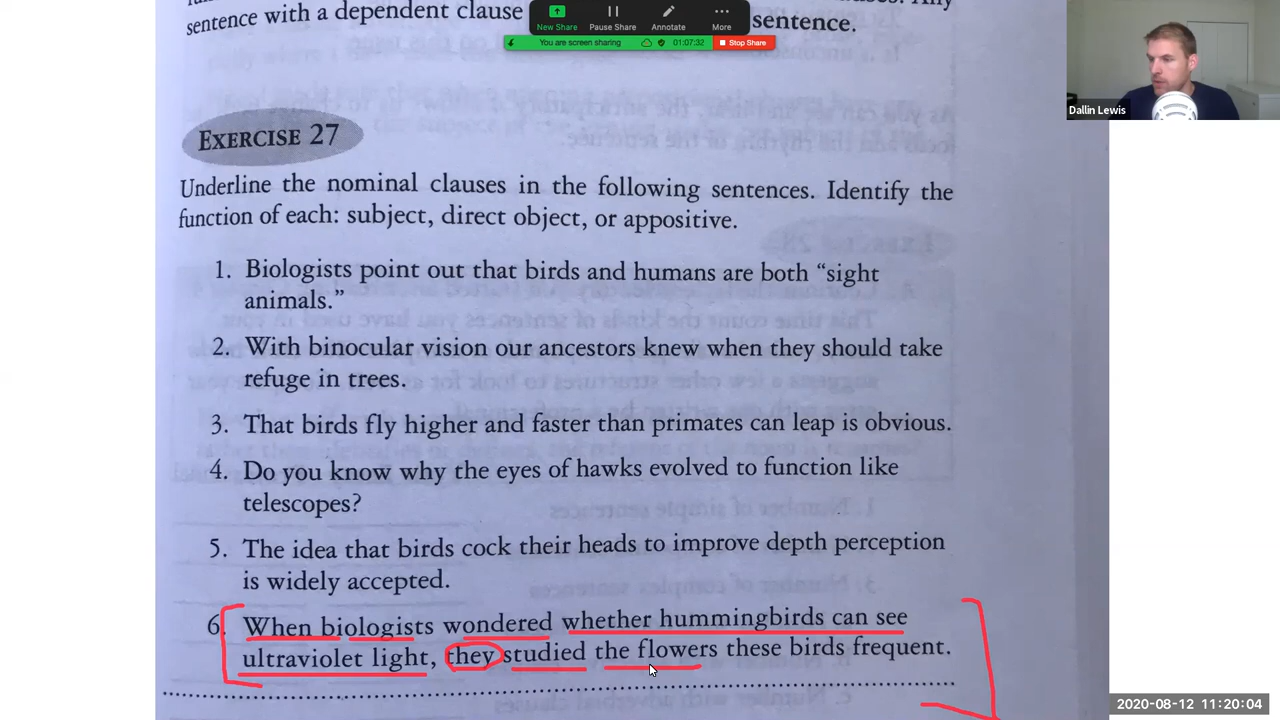 sentence with a dependent clause
sentence.
New Share
Pause Share
Annotate
More
You are screen sharing
01:07:32
Stop Share
Dallin Lewis
EXERCISE 27
Underline the nominal clauses in the following sentences. Identify the
function of each: subject, direct object, or appositive.
1. Biologists point out that birds and humans are both “sight
animals.”
2. With binocular vision our ancestors knew when they should take
refuge in trees.
3. That birds fly higher and faster than primates can leap is obvious.
4. Do you know why the eyes of hawks evolved to function like
telescopes?
5. The idea that birds cock their heads to improve depth perception
is widely accepted.
6. When biologists wondered whether hummingbirds can see
ultraviolet light, they studied the flowers these birds frequent.
2020-08-12 11:20:04